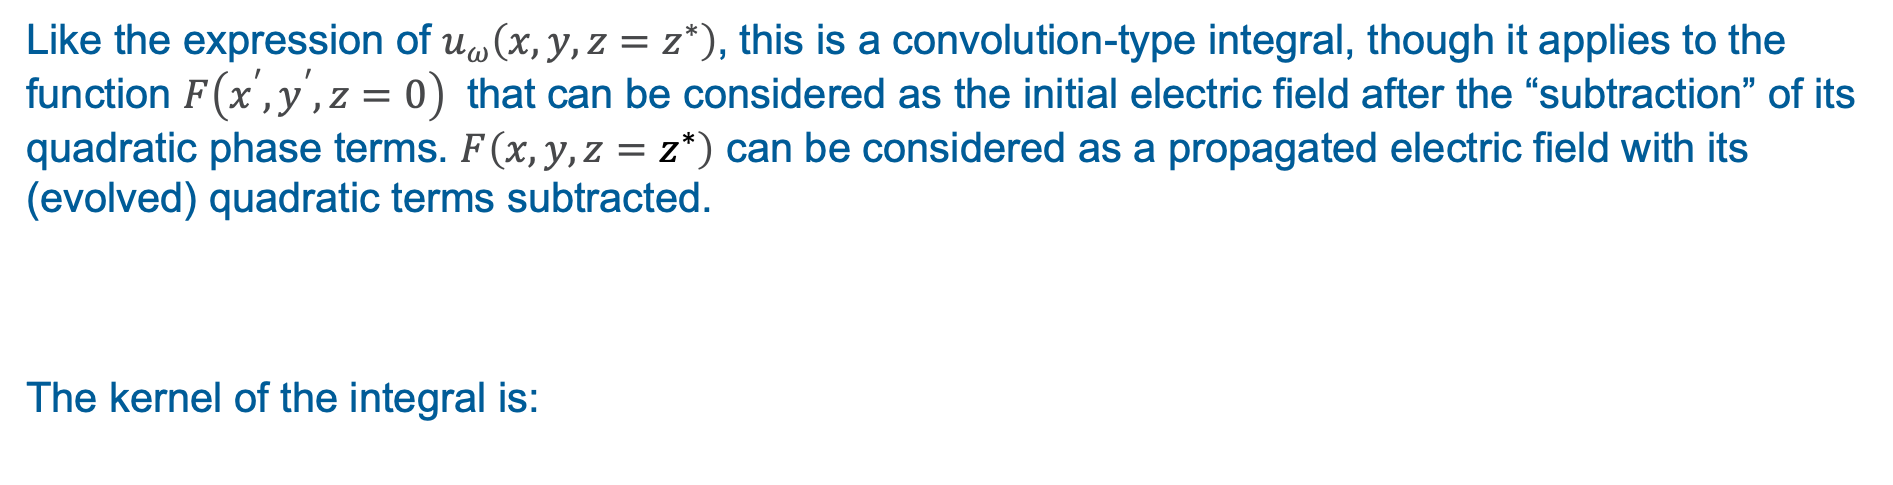 Like the expression of u_ω(x, y, z = z*), this is a convolution-type integral, though it applies to the
function F(x′, y′, z = 0) that can be considered as the initial electric field after the “subtraction” of its
quadratic phase terms. F(x, y, z = z*) can be considered as a propagated electric field with its
(evolved) quadratic terms subtracted.
The kernel of the integral is: